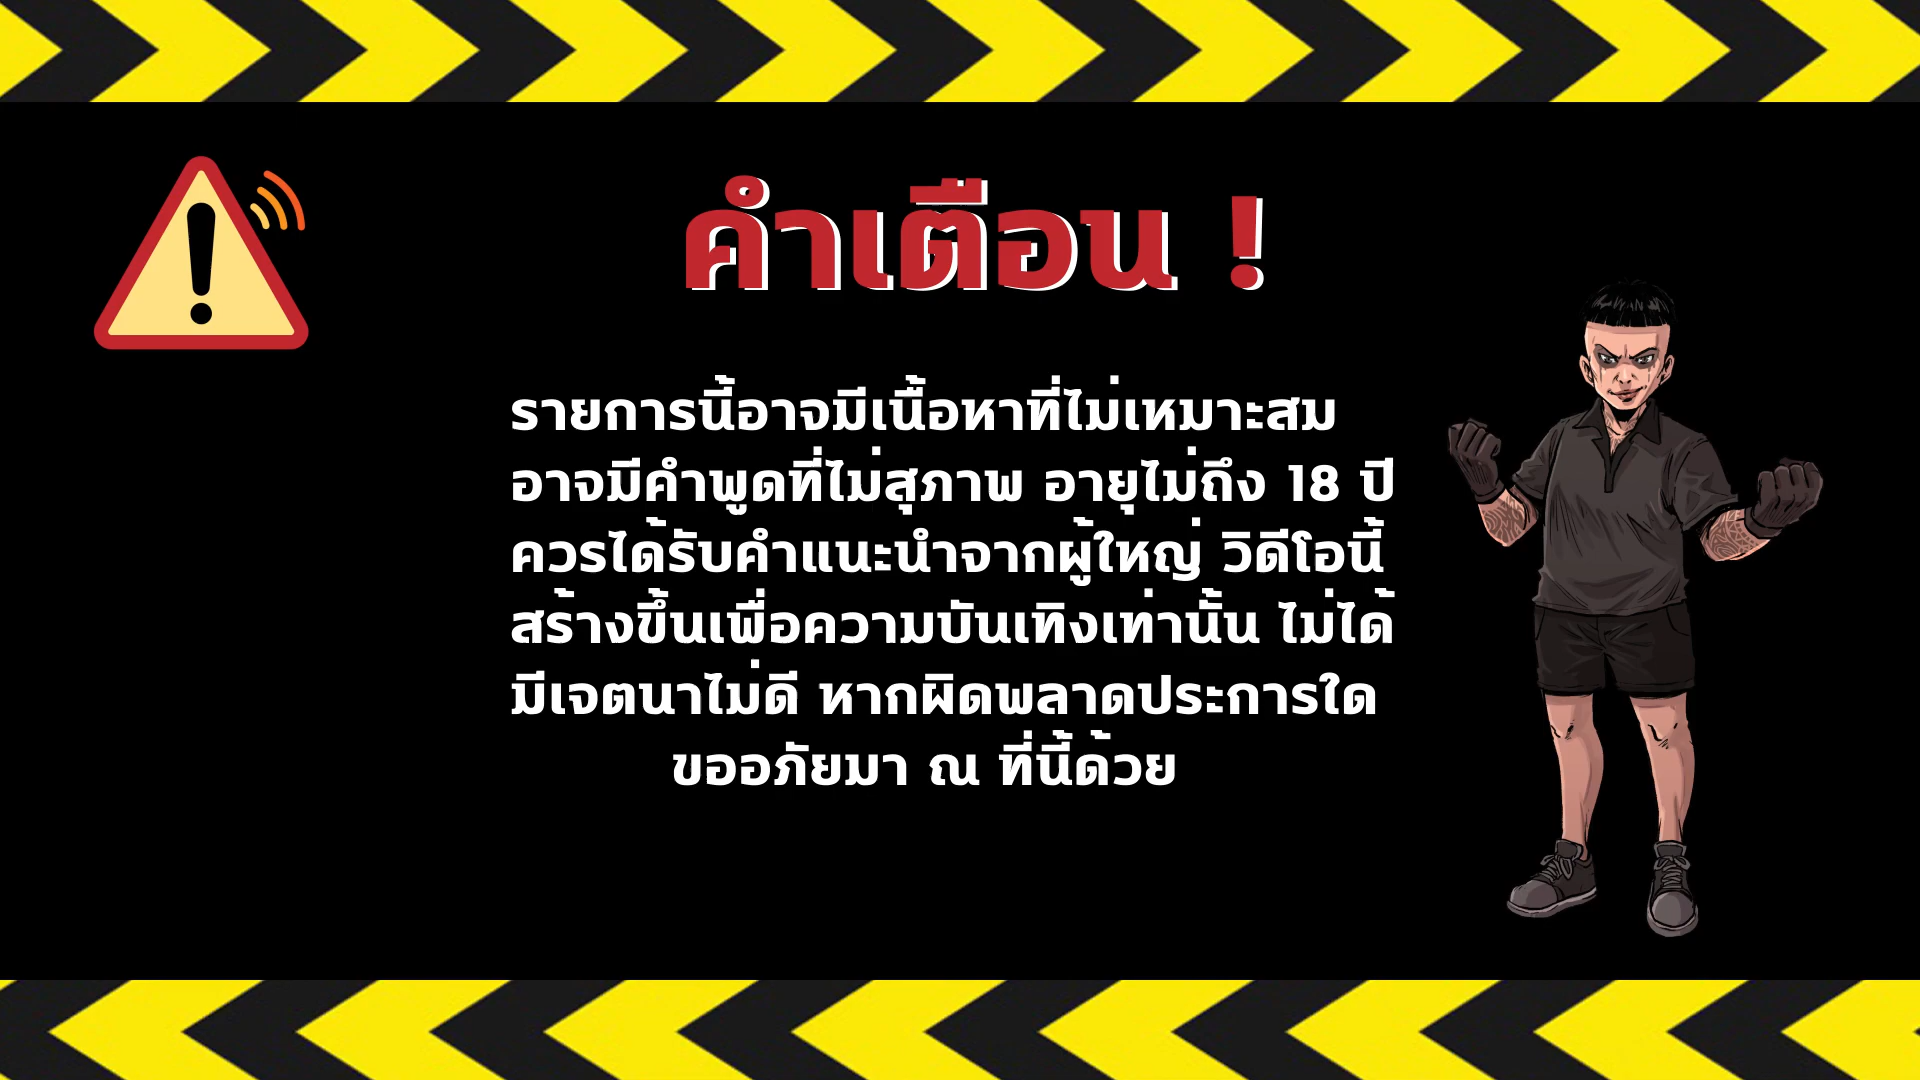 คำเตือน !
รายการนี้อาจมีเนื้อหาที่ไม่เหมาะสม
อาจมีคำพูดที่ไม่สุภาพ อายุไม่ถึง 18 ปี
ควรได้รับคำแนะนำจากผู้ใหญ่ วิดีโอนี้
สร้างขึ้นเพื่อความบันเทิงเท่านั้น ไม่ได้
มีเจตนาไม่ดี หากผิดพลาดประการใด
ขออภัยมา ณ ที่นี้ด้วย